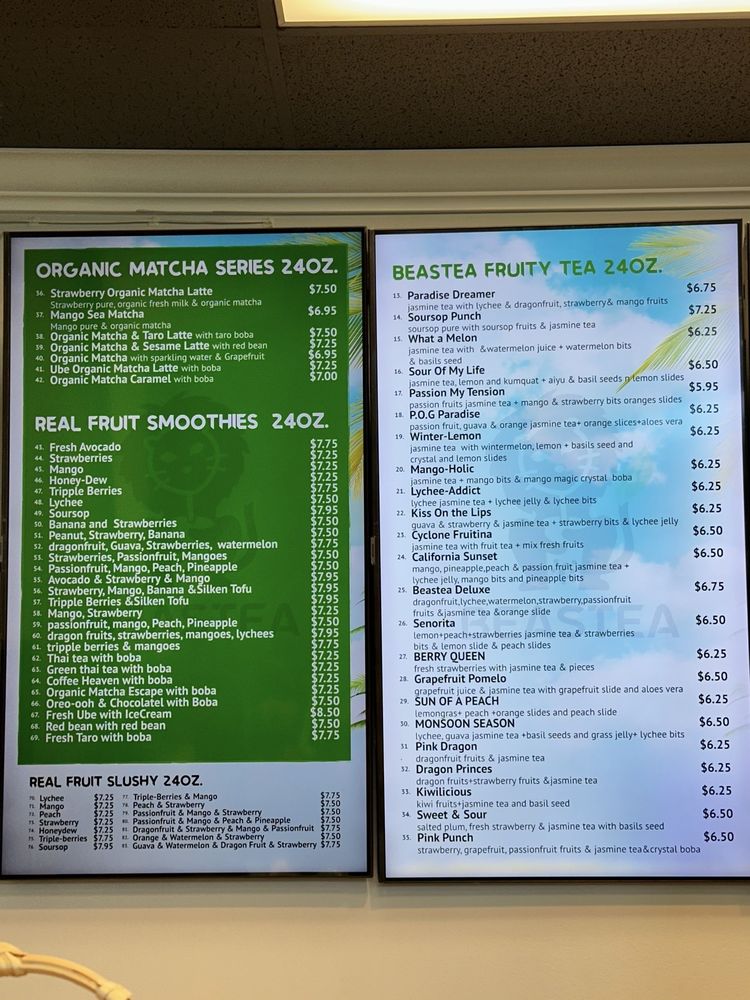 ORGANIC MATCHA SERIES 24OZ.
36. Strawberry Organic Matcha Latte $7.50
Strawberry pure, organic fresh milk & organic matcha
37. Mango Sea Matcha $6.95
Mango pure & organic matcha
38. Organic Matcha & Taro Latte with taro boba $7.50
39. Organic Matcha & Sesame Latte with red bean $7.25
40. Organic Matcha with sparkling water & Grapefruit $6.95
41. Ube Organic Matcha Latte with boba $7.25
42. Organic Matcha Caramel with boba $7.00
REAL FRUIT SMOOTHIES 24OZ.
43. Fresh Avocado $7.75
44. Strawberries $7.25
45. Mango $7.25
46. Honey-Dew $7.25
47. Tripple Berries $7.75
48. Lychee $7.50
49. Soursop $7.95
50. Banana and Strawberries $7.50
51. Peanut, Strawberry, Banana $7.50
52. dragonfruit, Guava, Strawberries, watermelon $7.75
53. Strawberries, Passionfruit, Mangoes $7.50
54. Passionfruit, Mango, Peach, Pineapple $7.50
55. Avocado & Strawberry & Mango $7.95
56. Strawberry, Mango, Banana &Silken Tofu $7.95
57. Tripple Berries &Silken Tofu $7.95
58. Mango, Strawberry $7.25
59. passionfruit, mango, Peach, Pineapple $7.50
60. dragon fruits, strawberries, mangoes, lychees $7.95
61. tripple berries & mangoes $7.75
62. Thai tea with boba $7.25
63. Green thai tea with boba $7.25
64. Coffee Heaven with boba $7.25
65. Organic Matcha Escape with boba $7.25
66. Oreo-ooh & Chocolatel with Boba $7.50
67. Fresh Ube with IceCream $8.50
68. Red bean with red bean $7.50
69. Fresh Taro with boba $7.75
REAL FRUIT SLUSHY 24OZ.
70. Lychee $7.25 77. Triple-Berries & Mango $7.75
71. Mango $7.25 78. Peach & Strawberry $7.50
72. Peach $7.25 79. Passionfruit & Mango & Strawberry $7.50
73. Strawberry $7.25 80. Passionfruit & Mango & Peach & Pineapple $7.50
74. Honeydew $7.25 81. Dragonfruit & Strawberry & Mango & Passionfruit $7.75
75. Triple-berries $7.75 82. Orange & Watermelon & Strawberry $7.50
76. Soursop $7.95 83. Guava & Watermelon & Dragon Fruit & Strawberry $7.75
BEASTEA FRUITY TEA 24OZ.
13. Paradise Dreamer $6.75
jasmine tea with lychee & dragonfruit, strawberry& mango fruits
14. Soursop Punch $7.25
soursop pure with soursop fruits & jasmine tea
15. What a Melon $6.25
jasmine tea with &watermelon juice + watermelon bits
& basils seed
16. Sour Of My Life $6.50
jasmine tea, lemon and kumquat + aiyu & basil seeds n lemon slides
17. Passion My Tension $5.95
passion fruits jasmine tea + mango & strawberry bits oranges slides
18. P.O.G Paradise $6.25
passion fruit, guava & orange jasmine tea+ orange slices+aloes vera
19. Winter-Lemon $6.25
jasmine tea with wintermelon, lemon + basils seed and
crystal and lemon slides
20. Mango-Holic $6.25
jasmine tea + mango bits & mango magic crystal boba
21. Lychee-Addict $6.25
lychee jasmine tea + lychee jelly & lychee bits
22. Kiss On the Lips $6.25
guava & strawberry & jasmine tea + strawberry bits & lychee jelly
23. Cyclone Fruitina $6.50
jasmine tea with fruit tea + mix fresh fruits
24. California Sunset $6.50
mango, pineapple,peach & passion fruit jasmine tea +
lychee jelly, mango bits and pineapple bits
25. Beastea Deluxe $6.75
dragonfruit,lychee,watermelon,strawberry,passionfruit
fruits &jasmine tea &orange slide
26. Senorita $6.50
lemon+peach+strawberries jasmine tea & strawberries
bits & lemon slide & peach slides
27. BERRY QUEEN $6.25
fresh strawberries with jasmine tea & pieces
28. Grapefruit Pomelo $6.50
grapefruit juice & jasmine tea with grapefruit slide and aloes vera
29. SUN OF A PEACH $6.25
lemongras+ peach +orange slides and peach slide
30. MONSOON SEASON $6.50
lychee, guava jasmine tea +basil seeds and grass jelly+ lychee bits
31 Pink Dragon $6.25
. dragonfruit fruits & jasmine tea
32. Dragon Princes $6.25
dragon fruits+strawberry fruits &jasmine tea
33. Kiwilicious $6.25
kiwi fruits+jasmine tea and basil seed
34. Sweet & Sour $6.50
salted plum, fresh strawberry & jasmine tea with basils seed
35. Pink Punch $6.50
strawberry, grapefruit, passionfruit fruits & jasmine tea&crystal boba